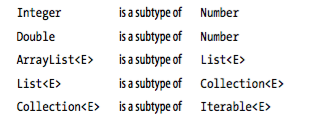 Integer is a subtype of Number
Double is a subtype of Number
ArrayList<E> is a subtype of List<E>
List<E> is a subtype of Collection<E>
Collection<E> is a subtype of Iterable<E>